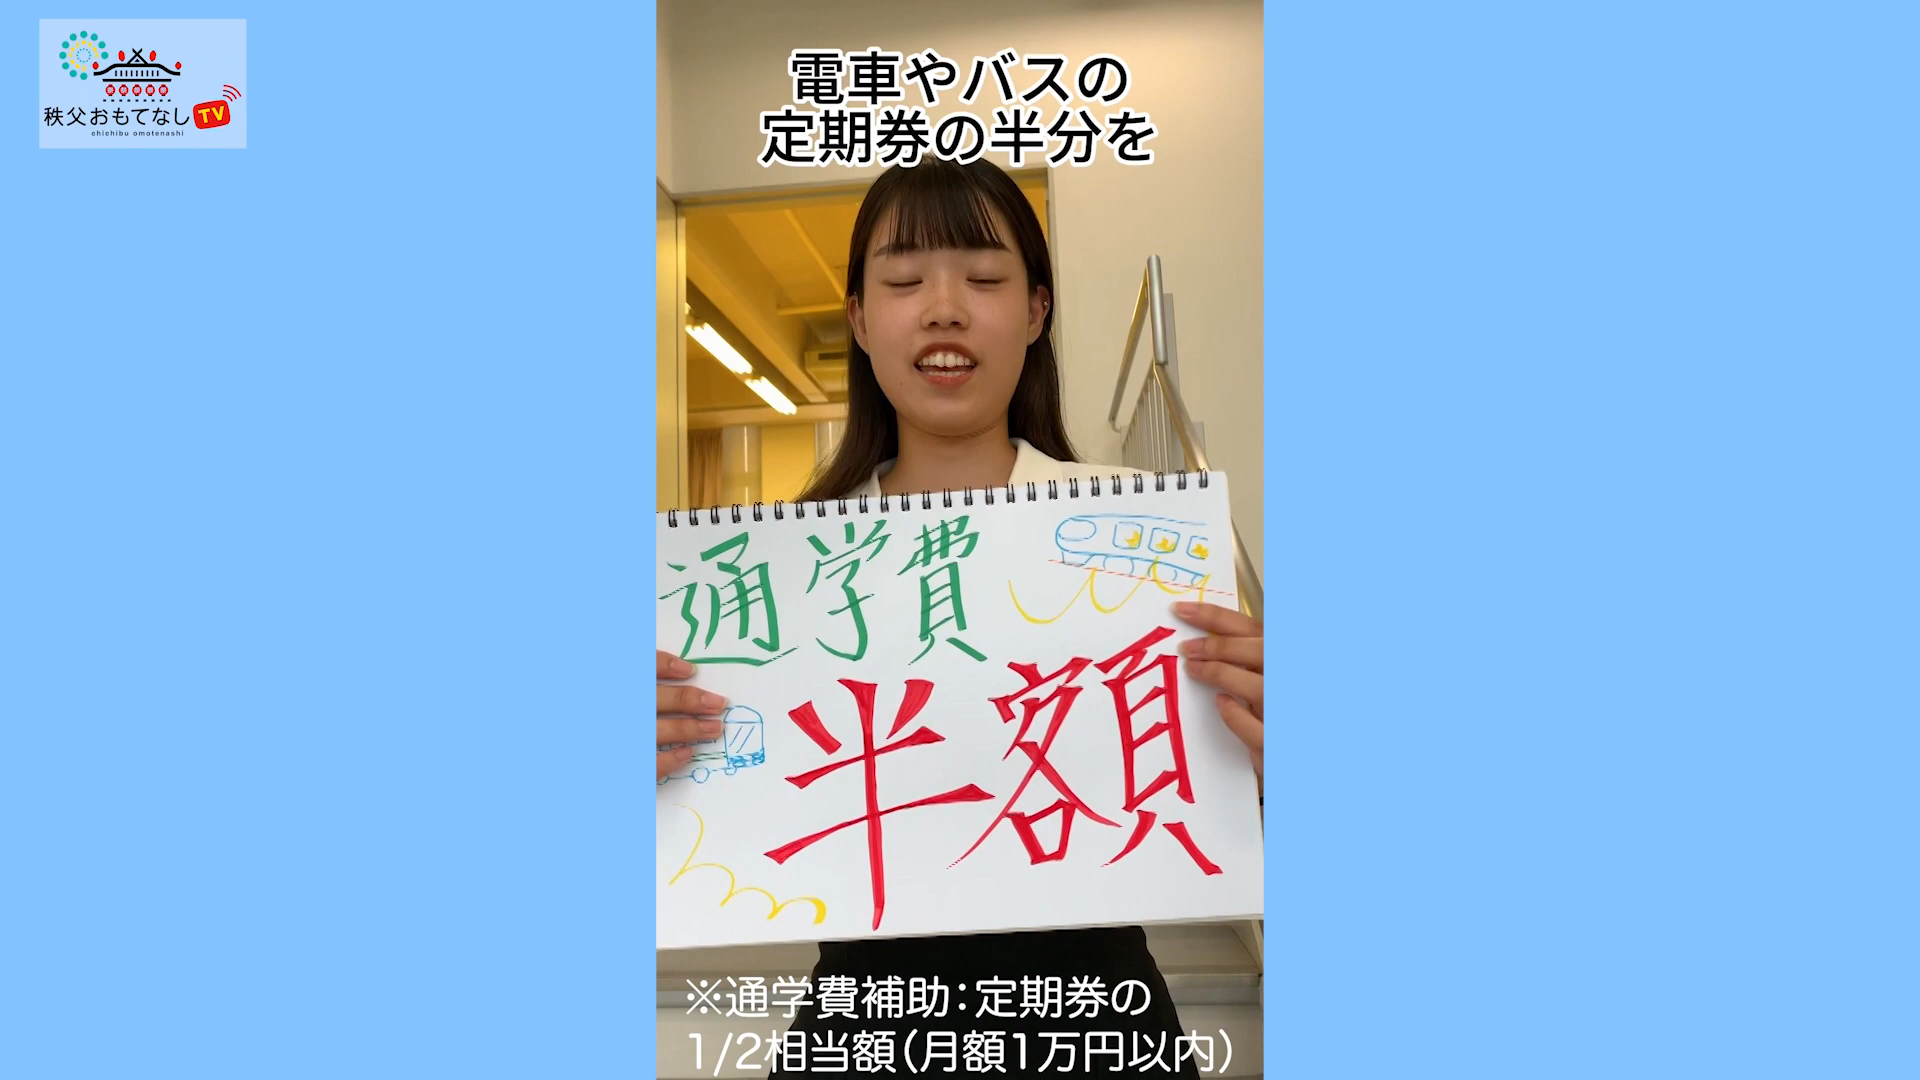 秩父おもてなしTV
chichibu omotenashi
電車やバスの
定期券の半分を
通学費
半額
※通学費補助：定期券の
1/2相当額（月額1万円以内）